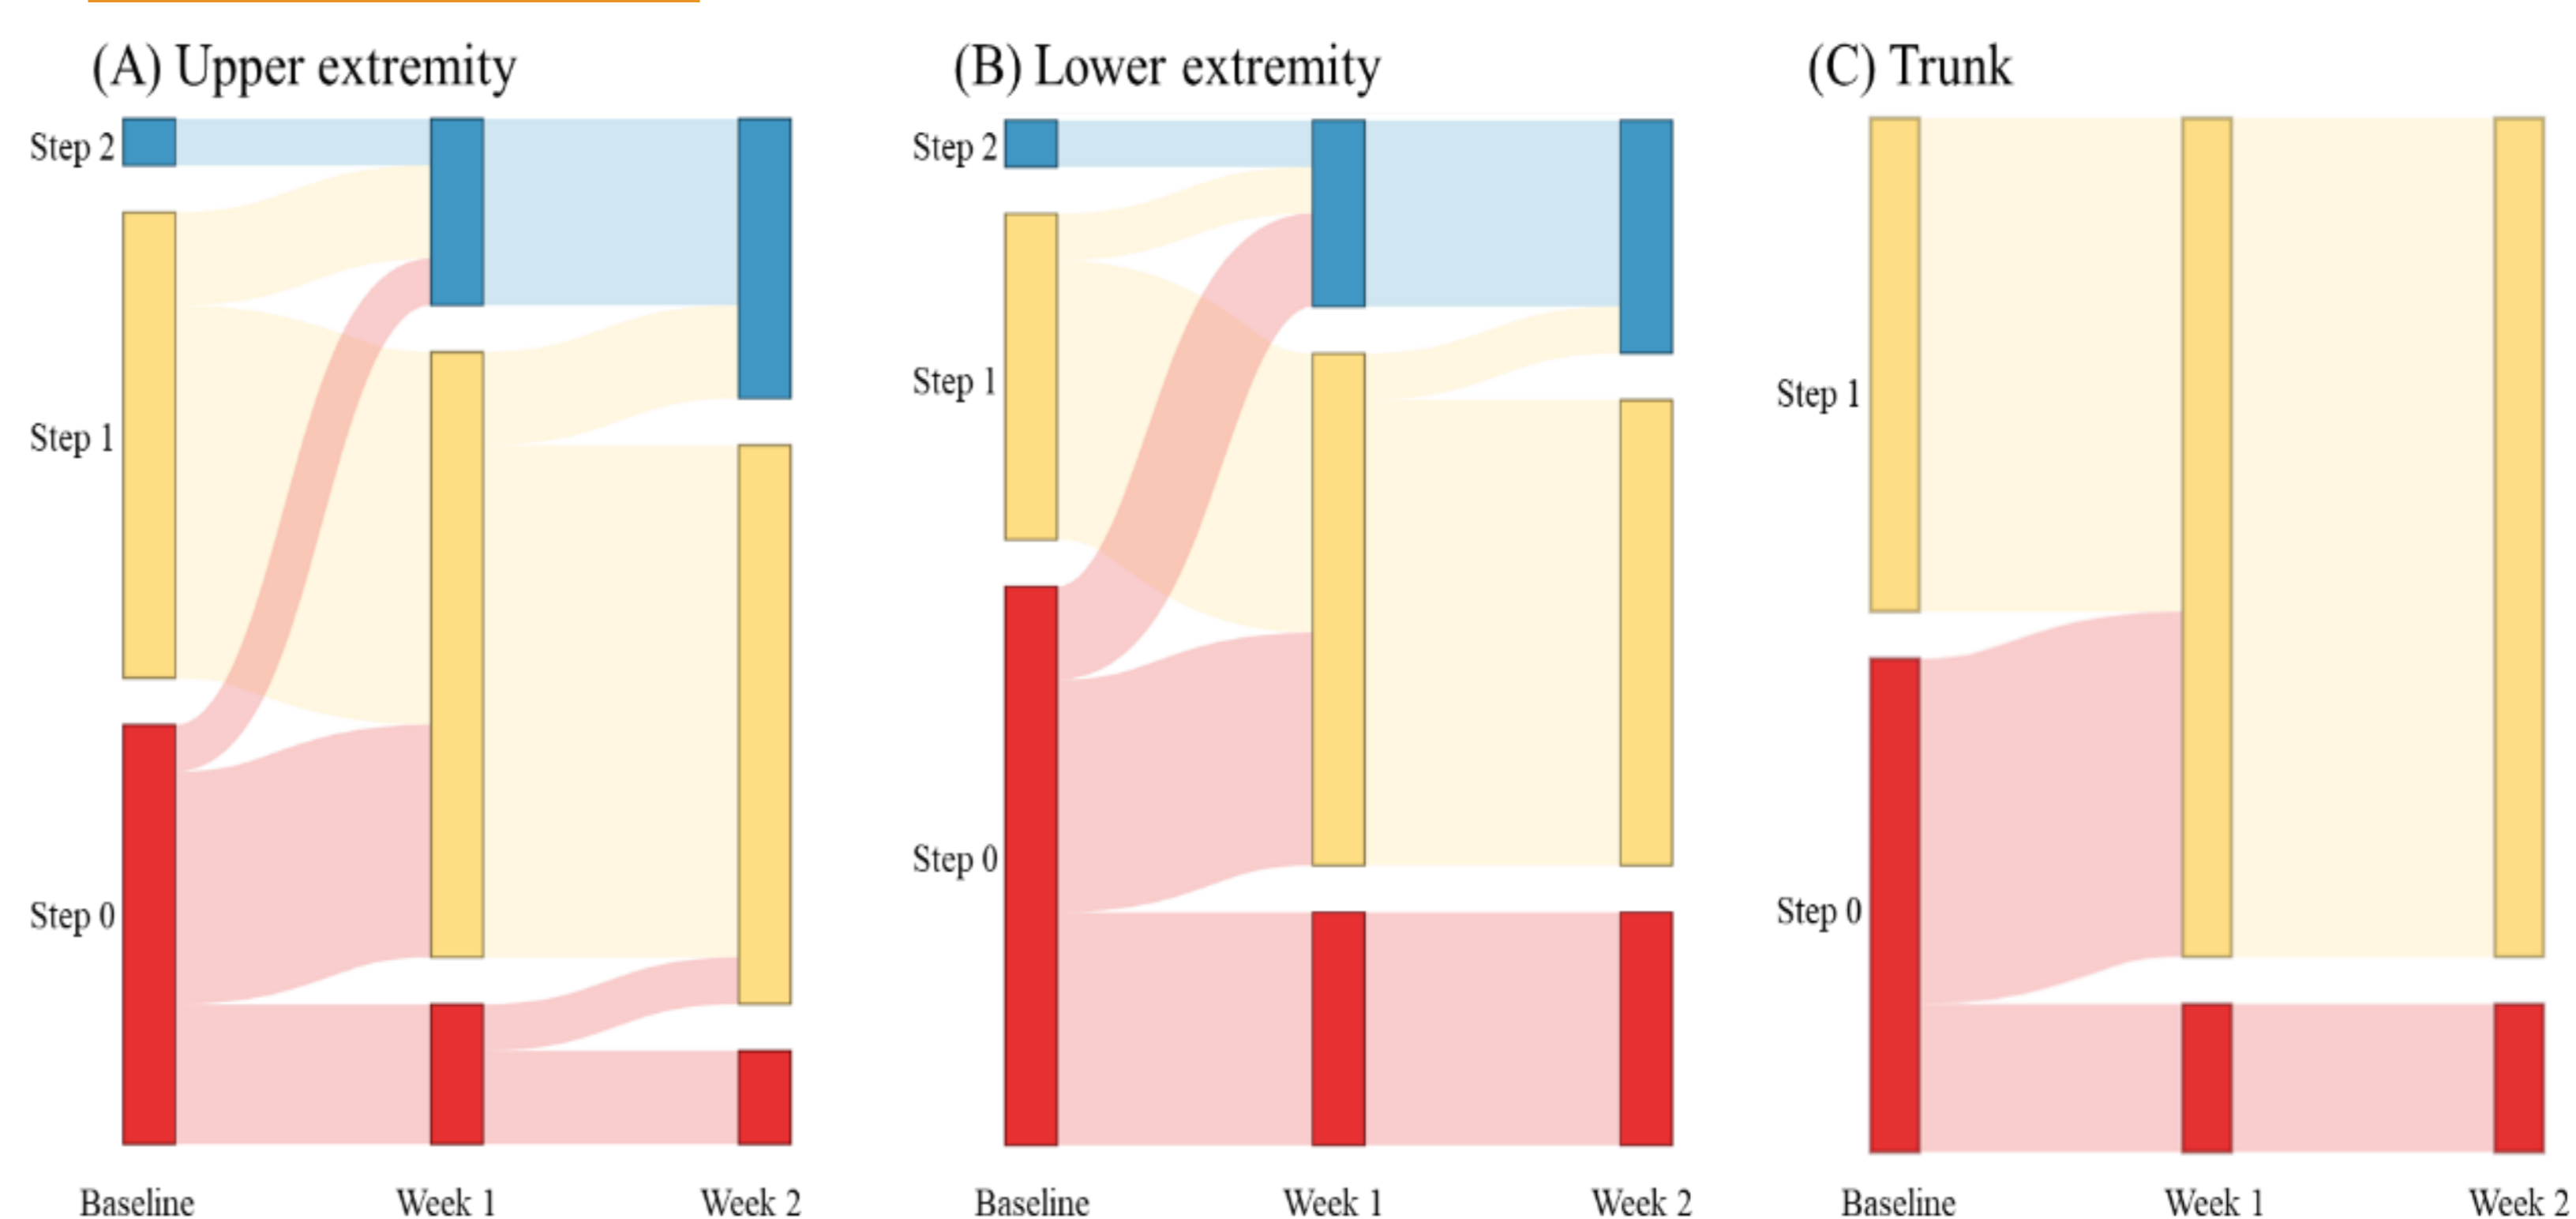 (A) Upper extremity
Step 2
Step 1
Step 0
Baseline
Week 1
Week 2
(B) Lower extremity
Step 2
Step 1
Step 0
Baseline
Week 1
Week 2
(C) Trunk
Step 1
Step 0
Baseline
Week 1
Week 2